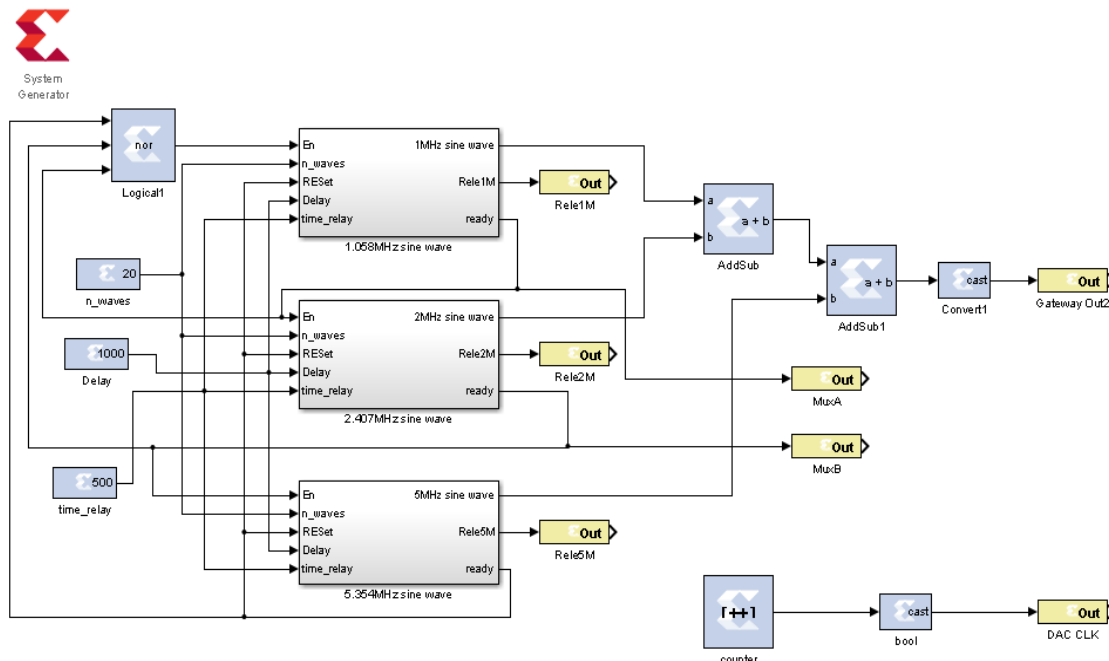 System
Generator
nor
Logical1
En
n_waves
RESet
Delay
time_relay
1MHz sine wave
Rele1M
ready
1.058MHz sine wave
Out
Rele1M
a
b
a + b
AddSub
a
b
a + b
AddSub1
cast
Convert1
Out
Gateway Out2
20
n_waves
1000
Delay
500
time_relay
En
n_waves
RESet
Delay
time_relay
2MHz sine wave
Rele2M
ready
2.407MHz sine wave
Out
Rele2M
Out
MuxA
Out
MuxB
En
n_waves
RESet
Delay
time_relay
5MHz sine wave
Rele5M
ready
5.354MHz sine wave
Out
Rele5M
[++]
counter
cast
bool
Out
DAC CLK